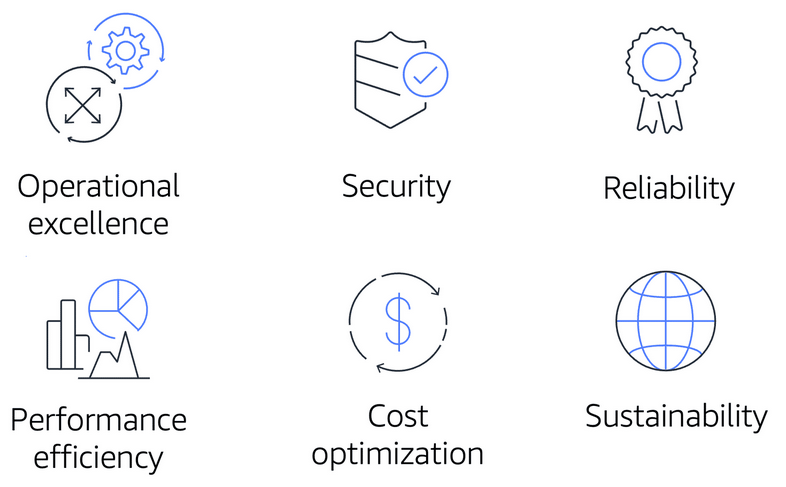 Operational
excellence
Security
Reliability
Performance
efficiency
Cost
optimization
Sustainability